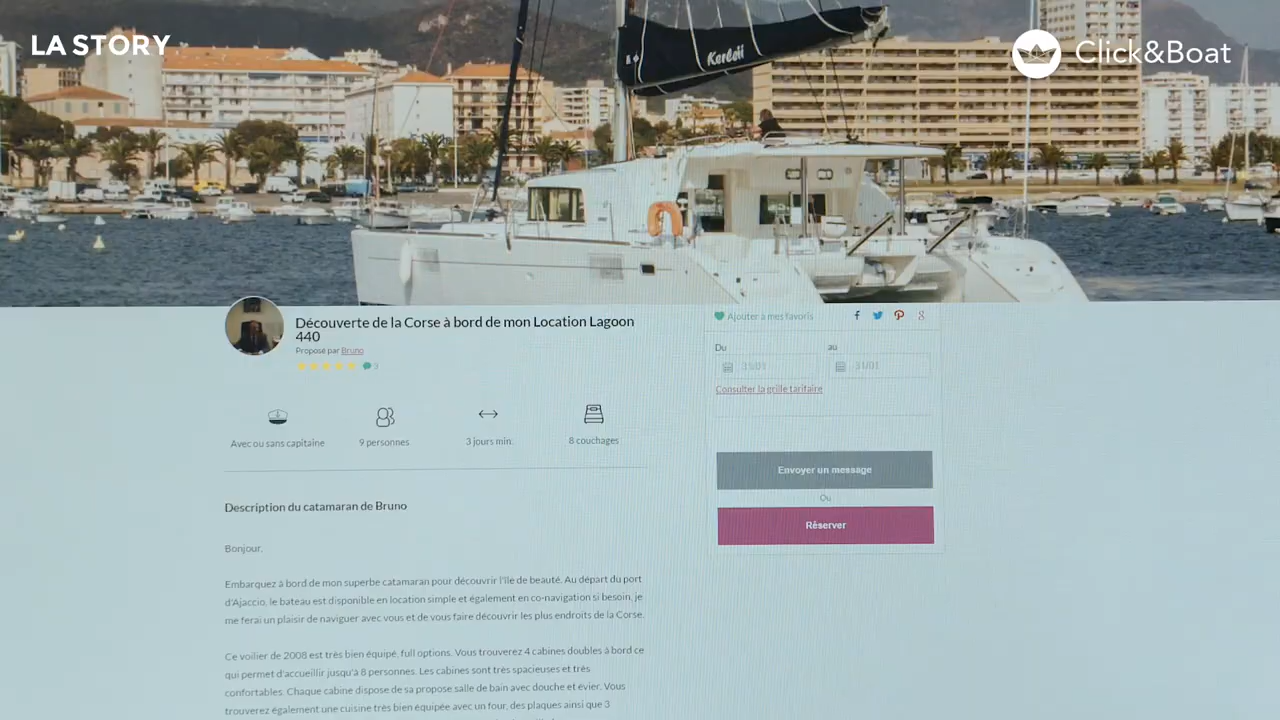 LA STORY
Click&Boat
Kerleti
Découverte de la Corse à bord de mon Location Lagoon
440
Proposé par Bruno
3
Avec ou sans capitaine
9 personnes
3 jours min.
8 couchages
Description du catamaran de Bruno
Bonjour,
Embarquez à bord de mon superbe catamaran pour découvrir l'île de beauté. Au départ du port
d'Ajaccio, le bateau est disponible en location simple et également en co-navigation si besoin, je
me ferai un plaisir de naviguer avec vous et de vous faire découvrir les plus endroits de la Corse.
Ce voilier de 2008 est très bien équipé, full options. Vous trouverez 4 cabines doubles à bord ce
qui permet d'accueillir jusqu'à 8 personnes. Les cabines sont très spacieuses et très
confortables. Chaque cabine dispose de sa propose salle de bain avec douche et évier. Vous
trouverez également une cuisine très bien équipée avec un four, des plaques ainsi que 3
Ajouter à mes favoris
Du
au
31/01
31/01
Consulter la grille tarifaire
Envoyer un message
Ou
Réserver